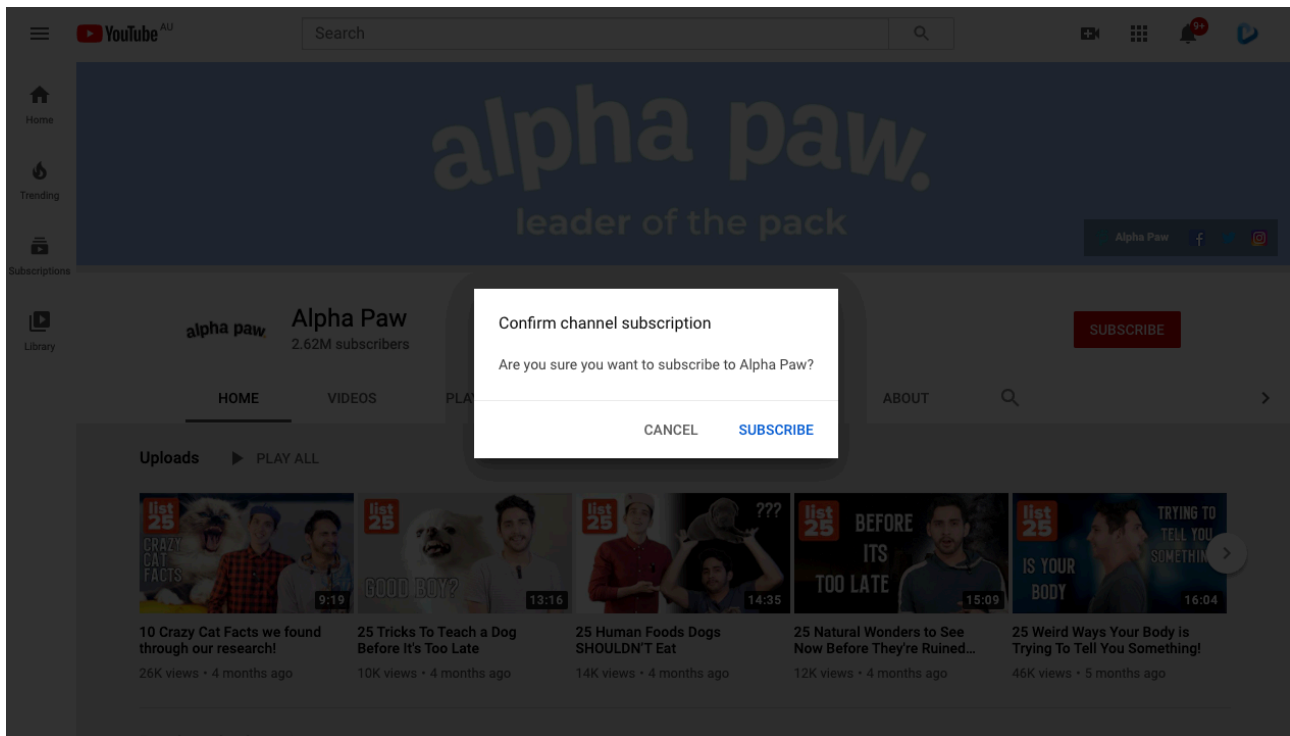 YouTube AU
Search
9+
Home
Trending
Subscriptions
Library
alpha paw.
leader of the pack
Alpha Paw
alpha paw.
Alpha Paw
2.62M subscribers
SUBSCRIBE
Confirm channel subscription
Are you sure you want to subscribe to Alpha Paw?
CANCEL SUBSCRIBE
HOME VIDEOS PLA ABOUT
Uploads PLAY ALL
list
25
CRAZY
CAT
FACTS
9:19
list
25
GOOD BOY?
13:16
list
25
???
14:35
list
25
BEFORE
ITS
TOO LATE
15:09
list
25
IS YOUR
BODY
TRYING TO
TELL YOU
SOMETHIN
16:04
10 Crazy Cat Facts we found
through our research!
26K views • 4 months ago
25 Tricks To Teach a Dog
Before It's Too Late
10K views • 4 months ago
25 Human Foods Dogs
SHOULDN'T Eat
14K views • 4 months ago
25 Natural Wonders to See
Now Before They're Ruined...
12K views • 4 months ago
25 Weird Ways Your Body is
Trying To Tell You Something!
46K views • 5 months ago